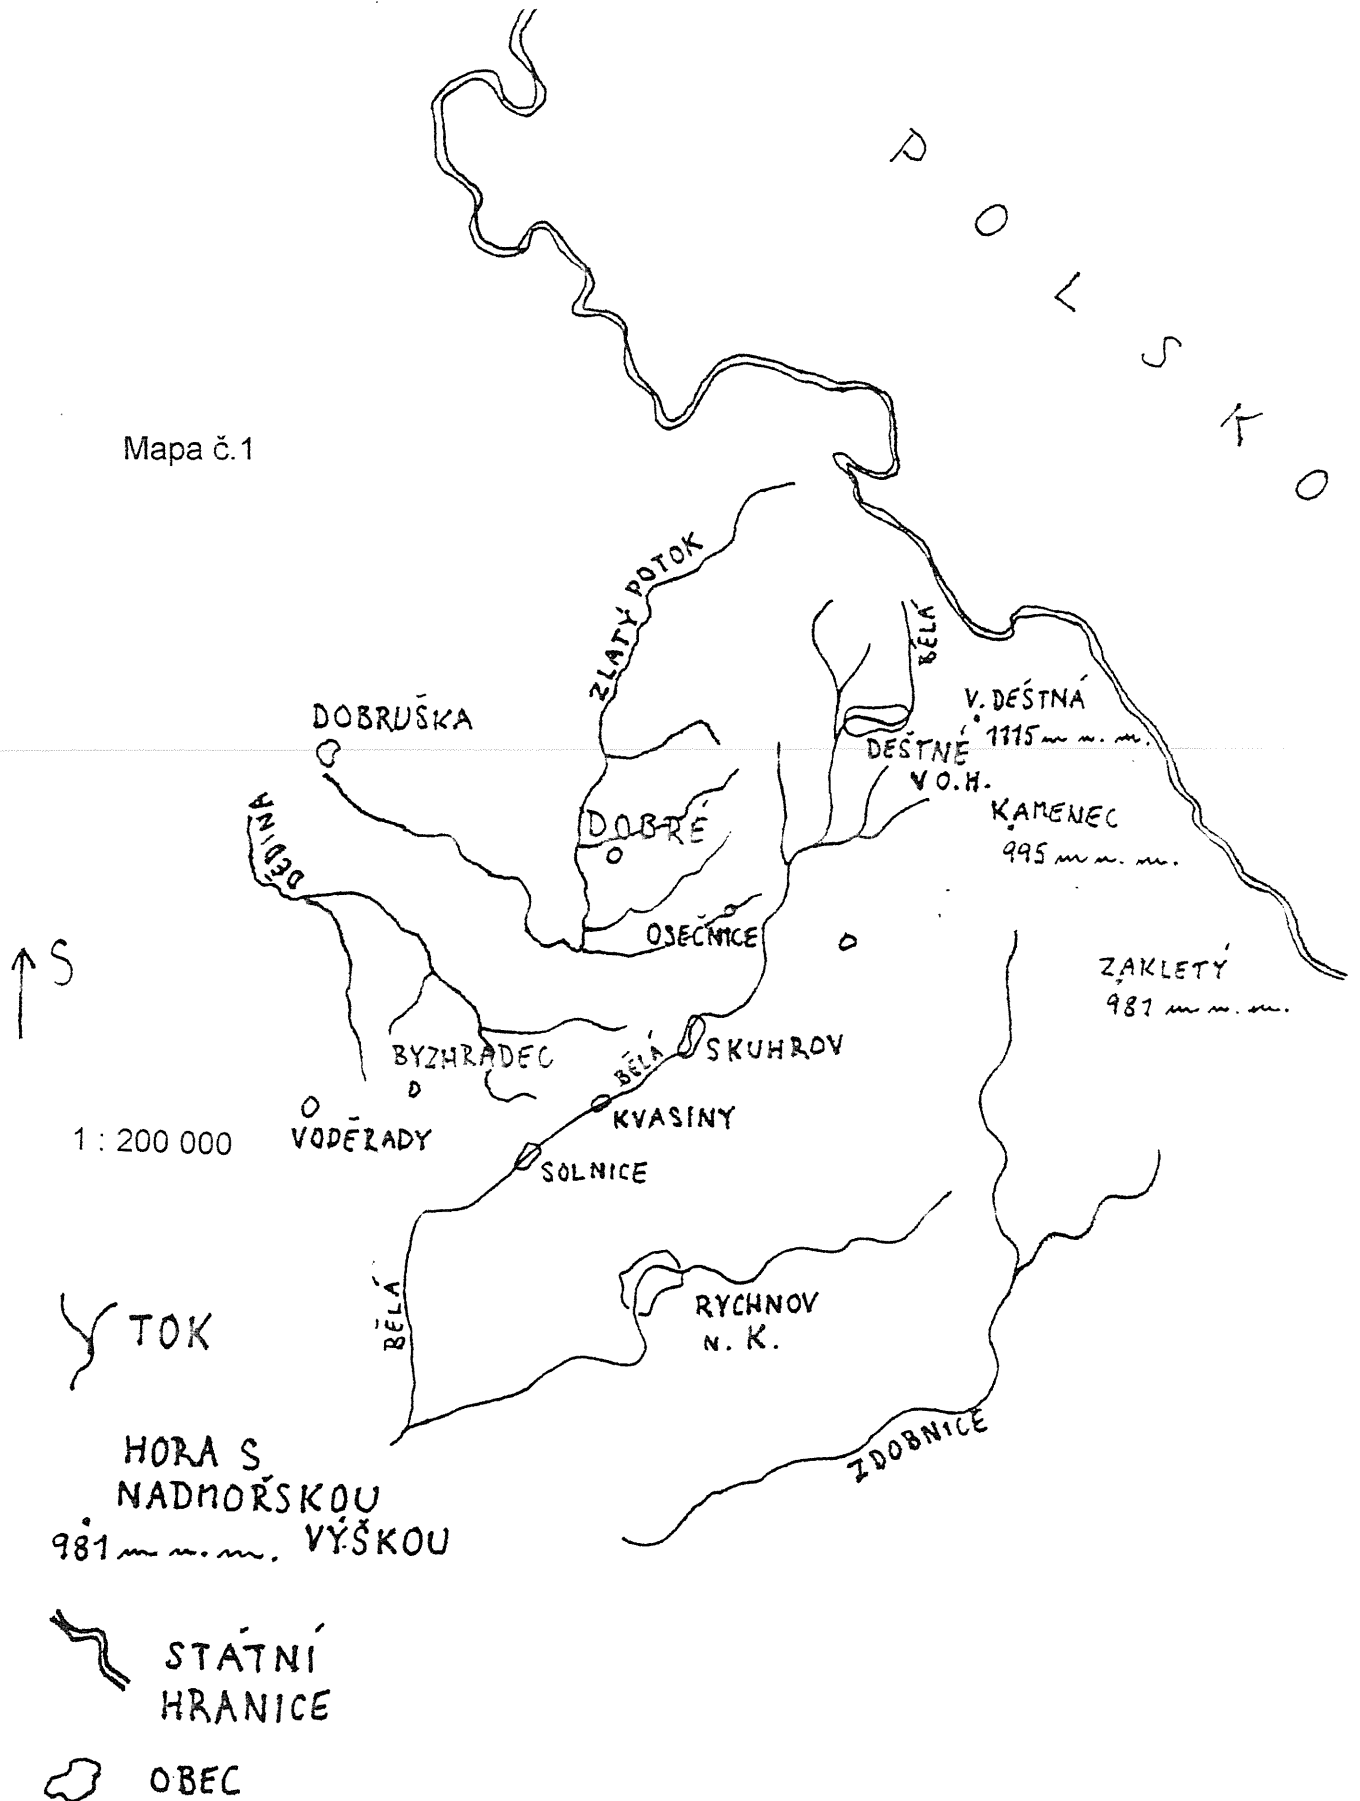 P O L S K O
Mapa č.1
ZLATÝ POTOK
BĚLÁ
V. DEŠTNÁ
1115 m n. m.
DOBRUŠKA
DEŠTNÉ
V O.H.
DĚDINA
DOBRÉ
KAMENEC
995 m n. m.
OSEČNICE
S
ZAKLETÝ
981 m n. m.
BYZHRADEC
BĚLÁ
SKUHROV
KVASINY
VODĚRADY
1 : 200 000
SOLNICE
BĚLÁ
RYCHNOV
N. K.
TOK
ZDOBNICE
HORA S
NADMOŘSKOU
VÝŠKOU
981 m n. m.
STÁTNÍ
HRANICE
OBEC